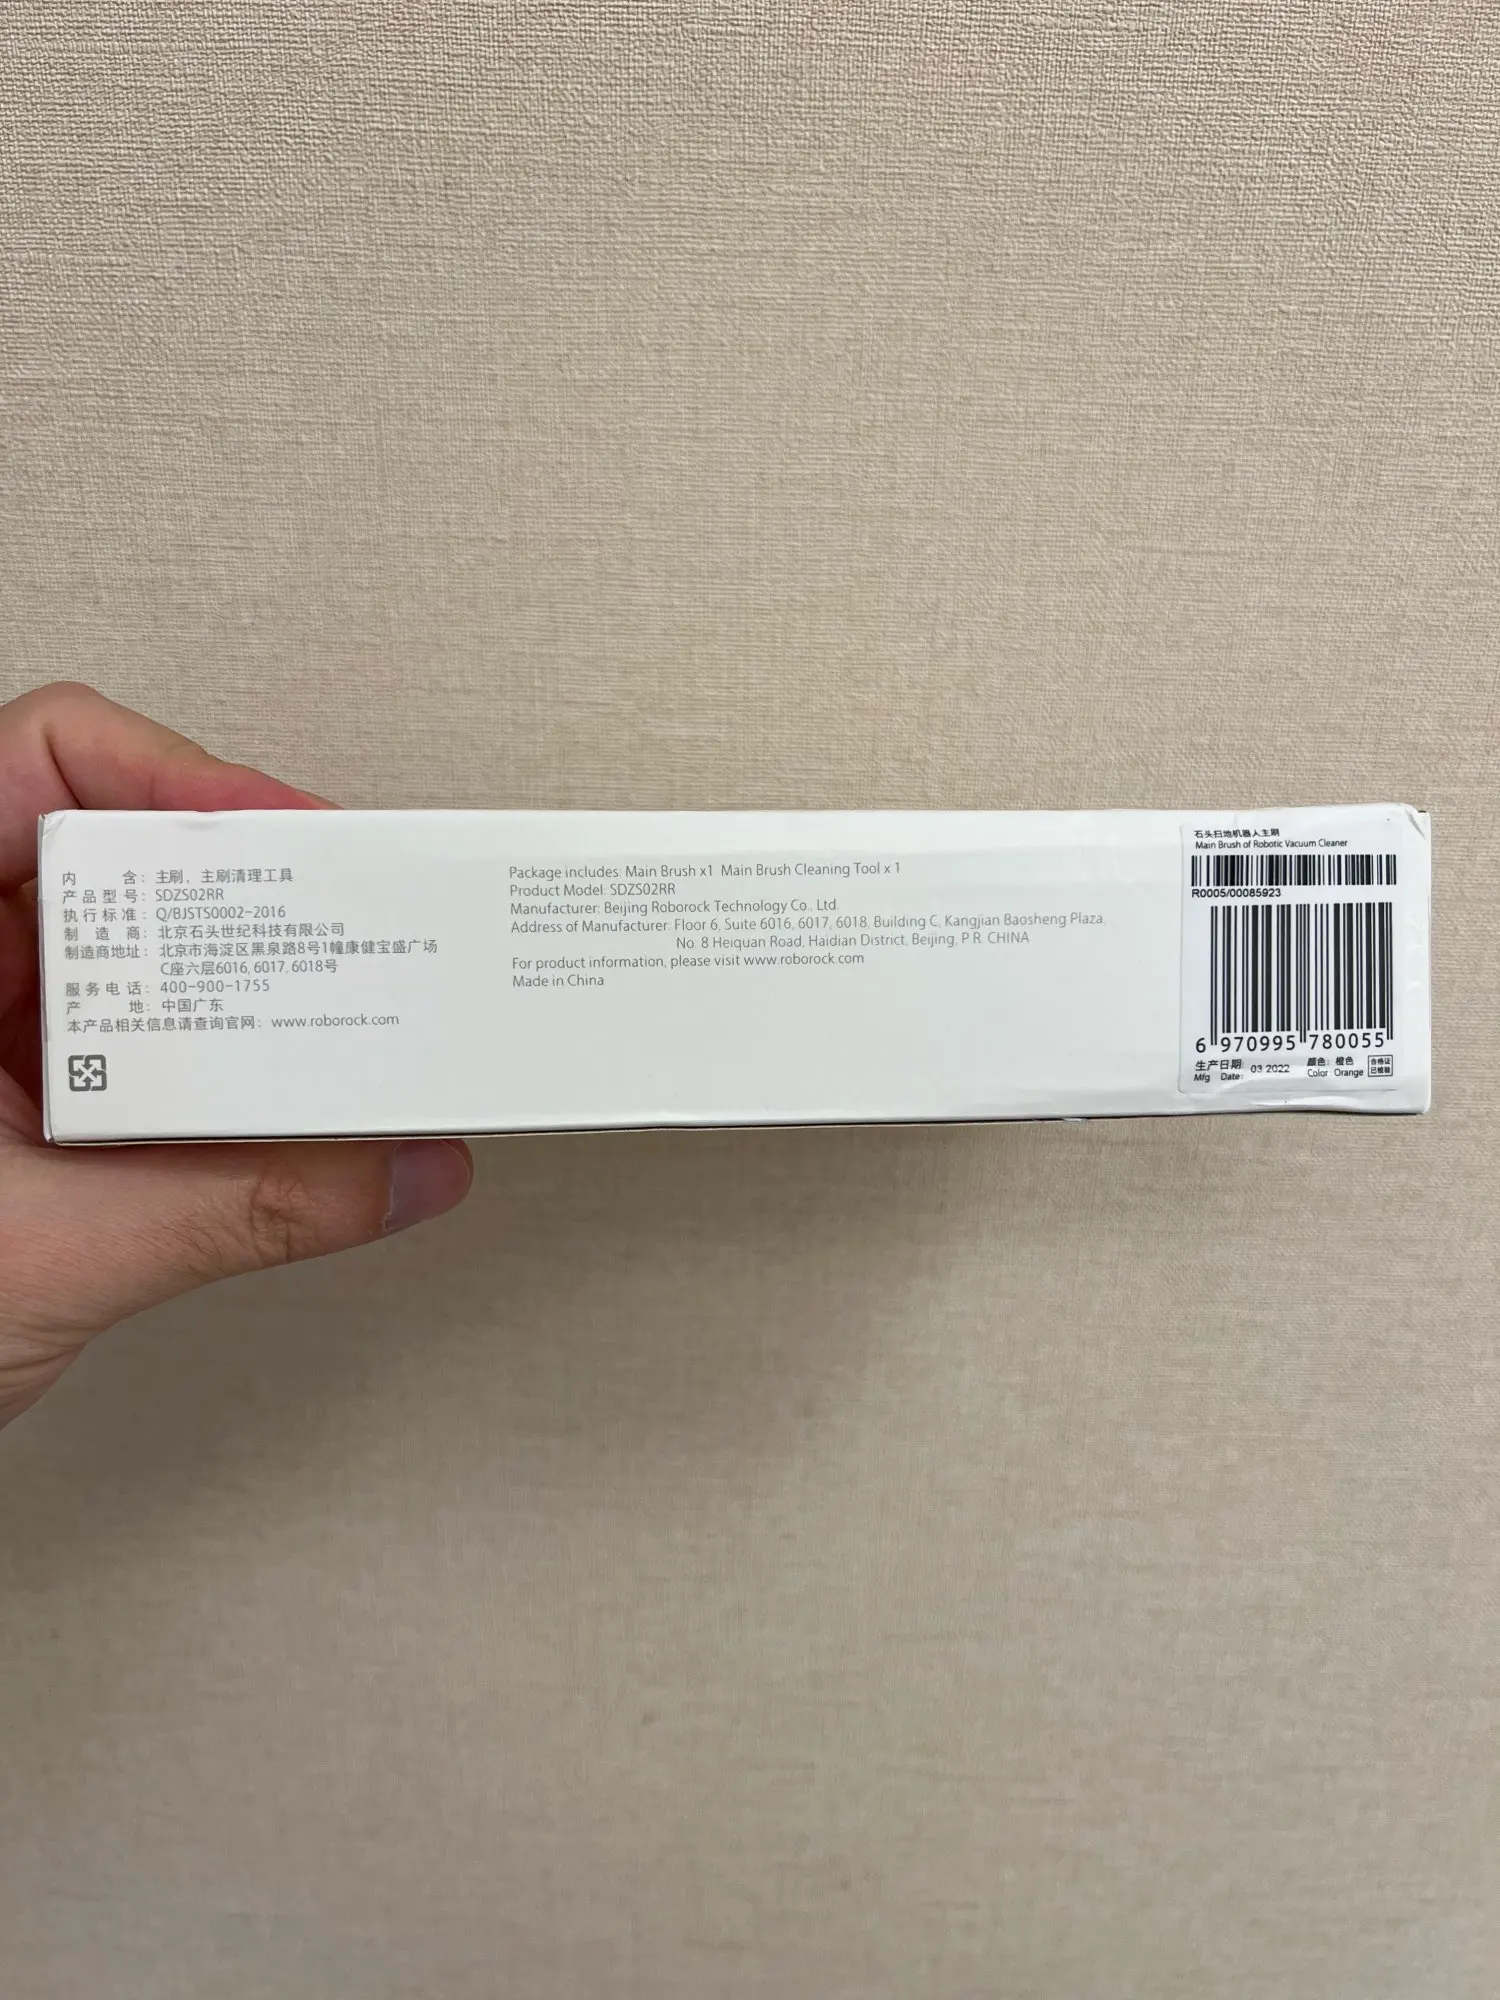 内 含：主刷、主刷清理工具
产品型号：SDZS02RR
执行标准：Q/BJSTS0002-2016
制 造 商：北京石头世纪科技有限公司
制造商地址：北京市海淀区黑泉路8号1幢康健宝盛广场
C座六层6016, 6017, 6018号
服务电话：400-900-1755
产 地：中国广东
本产品相关信息请查询官网：www.roborock.com
Package includes: Main Brush x1 Main Brush Cleaning Tool x 1
Product Model: SDZS02RR
Manufacturer: Beijing Roborock Technology Co., Ltd.
Address of Manufacturer: Floor 6, Suite 6016, 6017, 6018, Building C, Kangjian Baosheng Plaza,
No. 8 Heiquan Road, Haidian District, Beijing, P.R. CHINA
For product information, please visit www.roborock.com
Made in China
石头扫地机器人主刷
Main Brush of Robotic Vacuum Cleaner
R0005/00085923
6 970995 780055
生产日期: 03 2022 颜色: 橙色
Mfg Date: Color: Orange
合格证
已检验